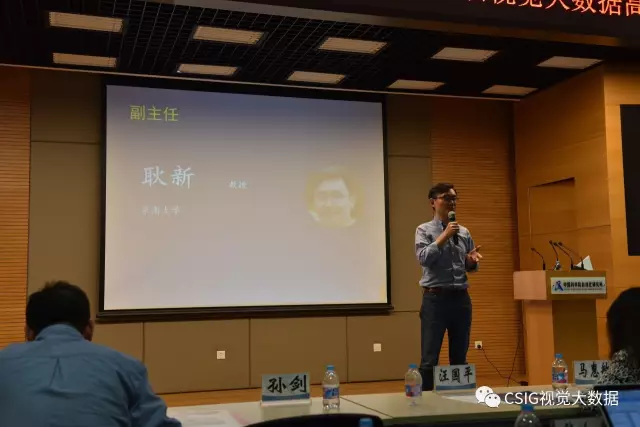 视觉大数据高
副主任
耿新
教授
东南大学
孙剑
汪国平
马惠
CSIG视觉大数据